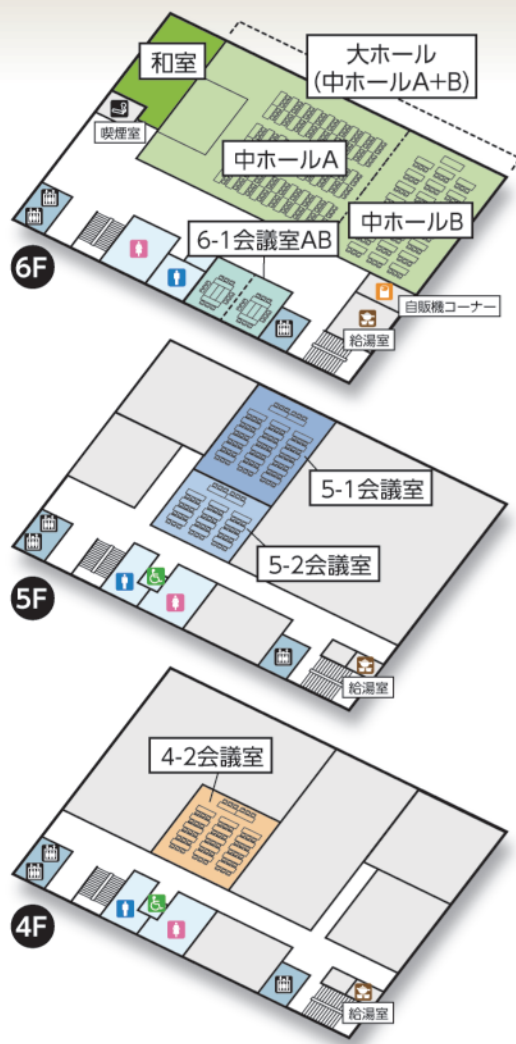 和室
大ホール
(中ホールA+B)
喫煙室
中ホールA
中ホールB
6-1会議室AB
6F
自販機コーナー
給湯室
5-1会議室
5-2会議室
5F
給湯室
4-2会議室
4F
給湯室